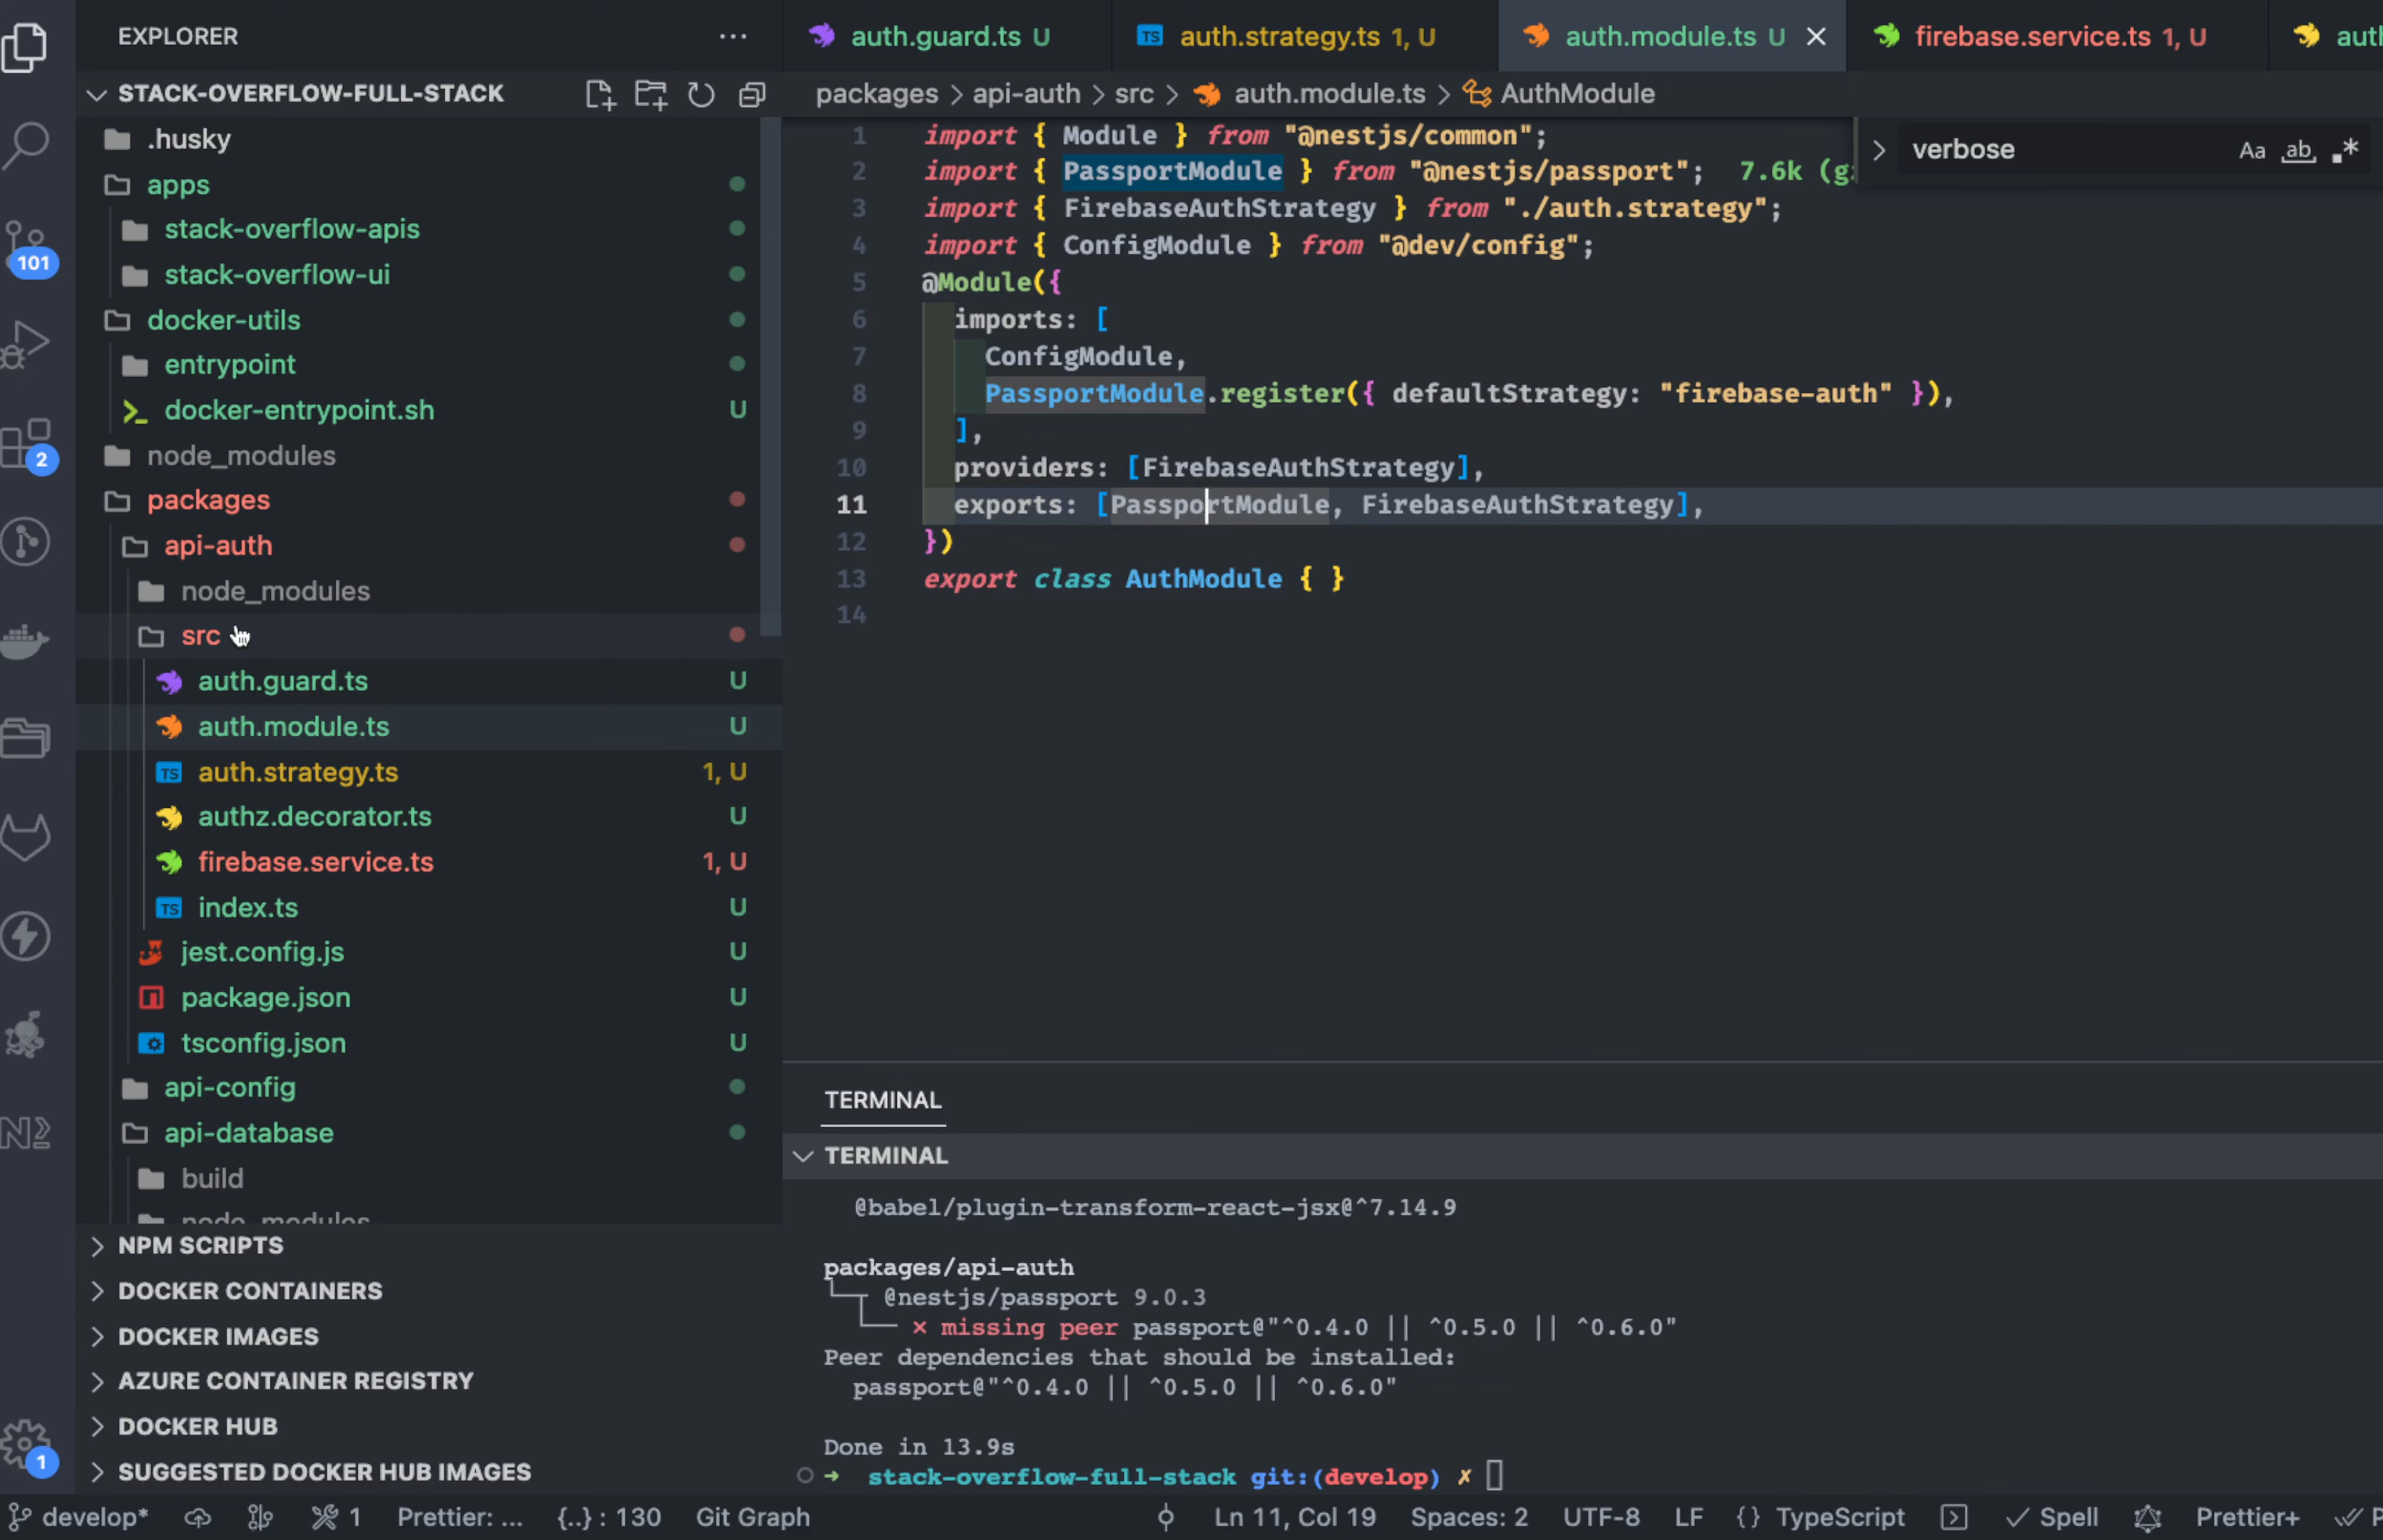 EXPLORER
STACK-OVERFLOW-FULL-STACK
.husky
apps
stack-overflow-apis
stack-overflow-ui
docker-utils
entrypoint
docker-entrypoint.sh U
node_modules
packages
api-auth
node_modules
src
auth.guard.ts U
auth.module.ts U
auth.strategy.ts 1, U
authz.decorator.ts U
firebase.service.ts 1, U
index.ts U
jest.config.js U
package.json U
tsconfig.json U
api-config
api-database
build
node_modules
NPM SCRIPTS
DOCKER CONTAINERS
DOCKER IMAGES
AZURE CONTAINER REGISTRY
DOCKER HUB
SUGGESTED DOCKER HUB IMAGES
101
2
1
auth.guard.ts U
auth.strategy.ts 1, U
auth.module.ts U
firebase.service.ts 1, U
packages > api-auth > src > auth.module.ts > AuthModule
verbose
Aa ab .*
1 import { Module } from "@nestjs/common";
2 import { PassportModule } from "@nestjs/passport"; 7.6k
3 import { FirebaseAuthStrategy } from "./auth.strategy";
4 import { ConfigModule } from "@dev/config";
5 @Module({
6 imports: [
7 ConfigModule,
8 PassportModule.register({ defaultStrategy: "firebase-auth" }),
9 ],
10 providers: [FirebaseAuthStrategy],
11 exports: [PassportModule, FirebaseAuthStrategy],
12 })
13 export class AuthModule { }
14
TERMINAL
TERMINAL
@babel/plugin-transform-react-jsx@^7.14.9
packages/api-auth
@nestjs/passport 9.0.3
✕ missing peer passport@"^0.4.0 || ^0.5.0 || ^0.6.0"
Peer dependencies that should be installed:
passport@"^0.4.0 || ^0.5.0 || ^0.6.0"
Done in 13.9s
→ stack-overflow-full-stack git:(develop) ✗
develop* 1 Prettier: ... {..} : 130 Git Graph Ln 11, Col 19 Spaces: 2 UTF-8 LF {} TypeScript ✓ Spell Prettier+